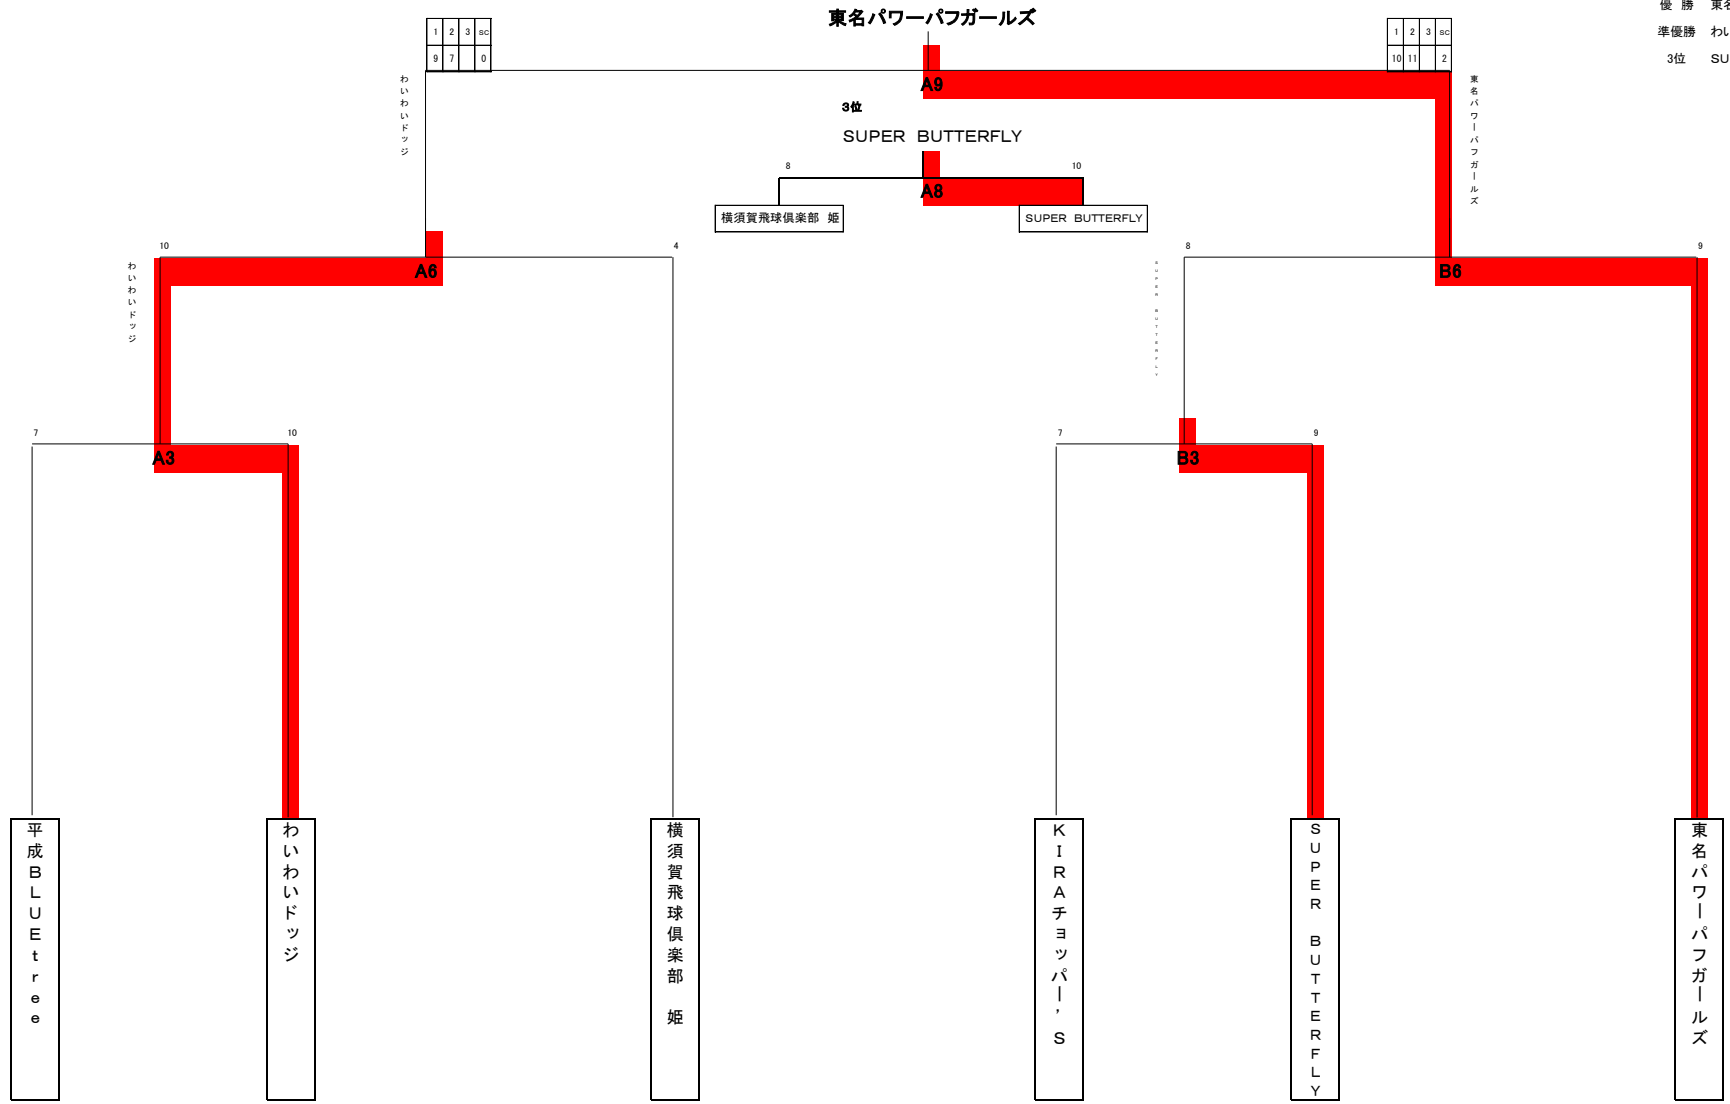 東名パワーパフガールズ
優 勝 東名
準優勝 わい
3位 SU
1 2 3 SC
9 7 0
1 2 3 SC
10 11 2
わいわいドッジ
A9
東名パワーパフガールズ
3位
SUPER BUTTERFLY
8 10
A8
横須賀飛球倶楽部 姫
SUPER BUTTERFLY
10 4
わいわいドッジ
A6
8 9
SUPER BUTTERFLY
B6
7 10
A3
7 9
B3
平成BLUEtree
わいわいドッジ
横須賀飛球倶楽部 姫
KIRAチョッパー'S
SUPER BUTTERFLY
東名パワーパフガールズ